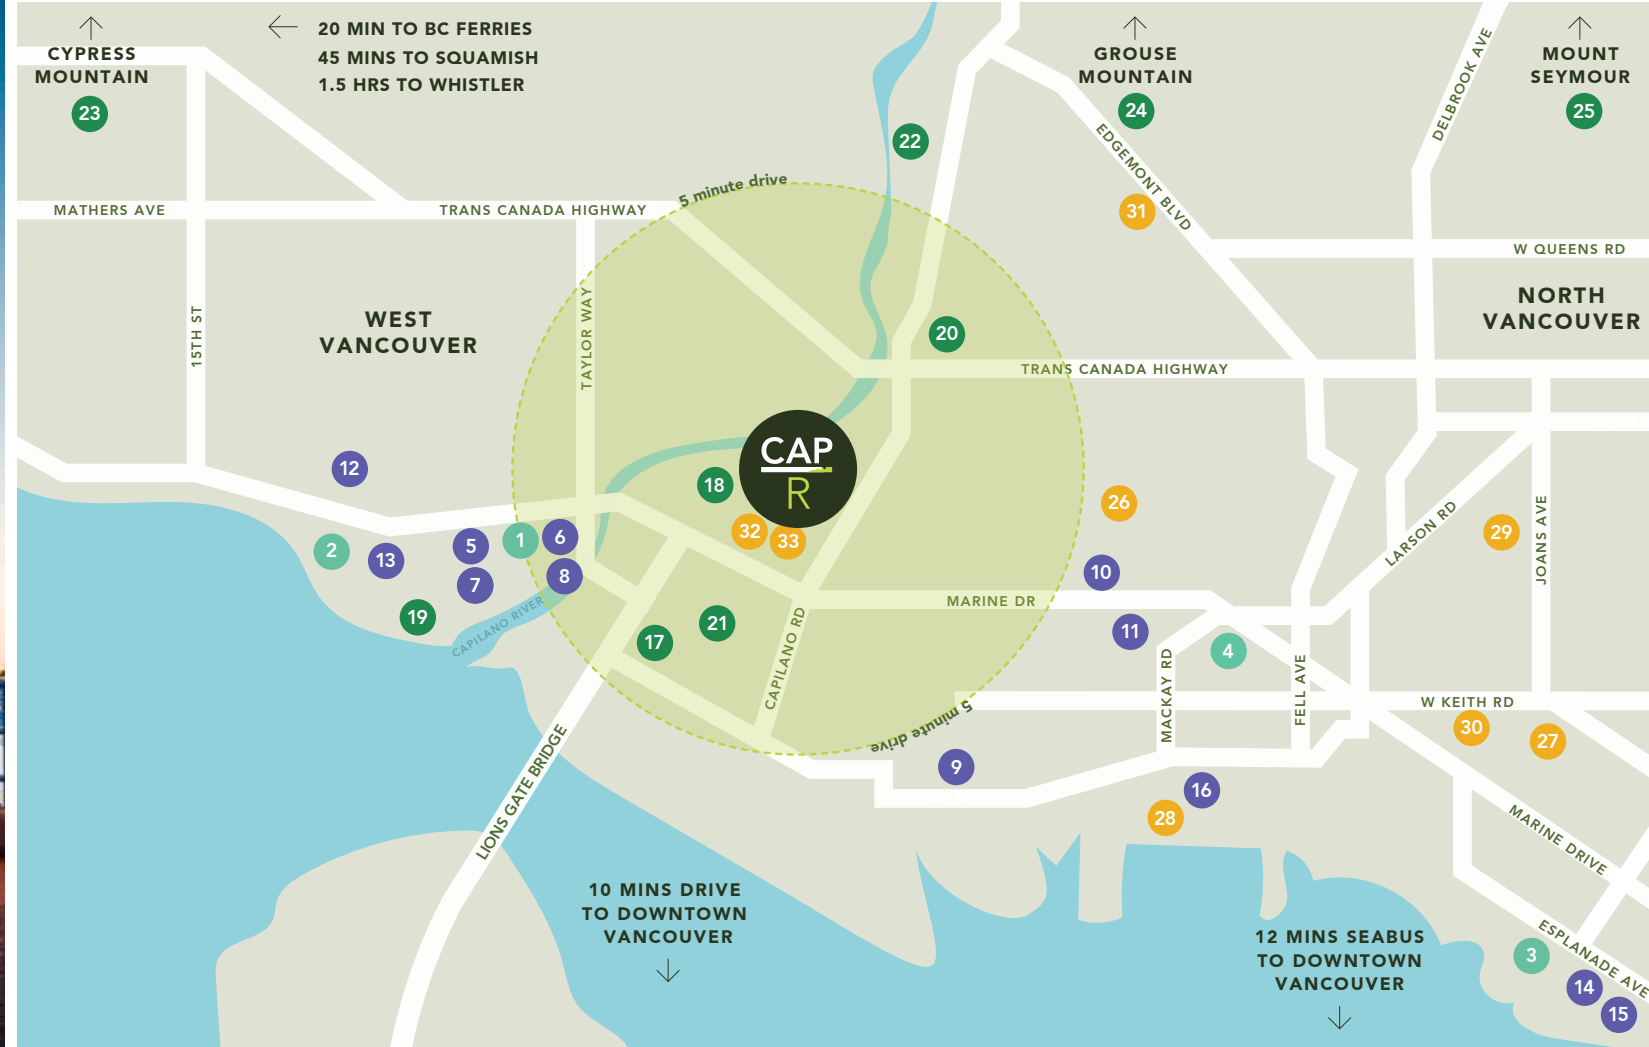 20 MIN TO BC FERRIES
45 MINS TO SQUAMISH
1.5 HRS TO WHISTLER
CYPRESS
MOUNTAIN
23
GROUSE
MOUNTAIN
24
MOUNT
SEYMOUR
25
DELBROOK AVE
22
EDGEMONT BLVD
31
5 minute drive
MATHERS AVE
TRANS CANADA HIGHWAY
W QUEENS RD
NORTH
VANCOUVER
WEST
VANCOUVER
15TH ST
TAYLOR WAY
20
TRANS CANADA HIGHWAY
CAP
R
12
18
32
33
26
29
2
13
5
7
1
6
8
19
CAPILANO RIVER
10
11
LARSON RD
JOANS AVE
MARINE DR
17
21
CAPILANO RD
4
MACKAY RD
FELL AVE
W KEITH RD
30
27
5 minute drive
9
16
28
LIONS GATE BRIDGE
MARINE DRIVE
10 MINS DRIVE
TO DOWNTOWN
VANCOUVER
12 MINS SEABUS
TO DOWNTOWN
VANCOUVER
ESPLANADE AVE
3
14
15